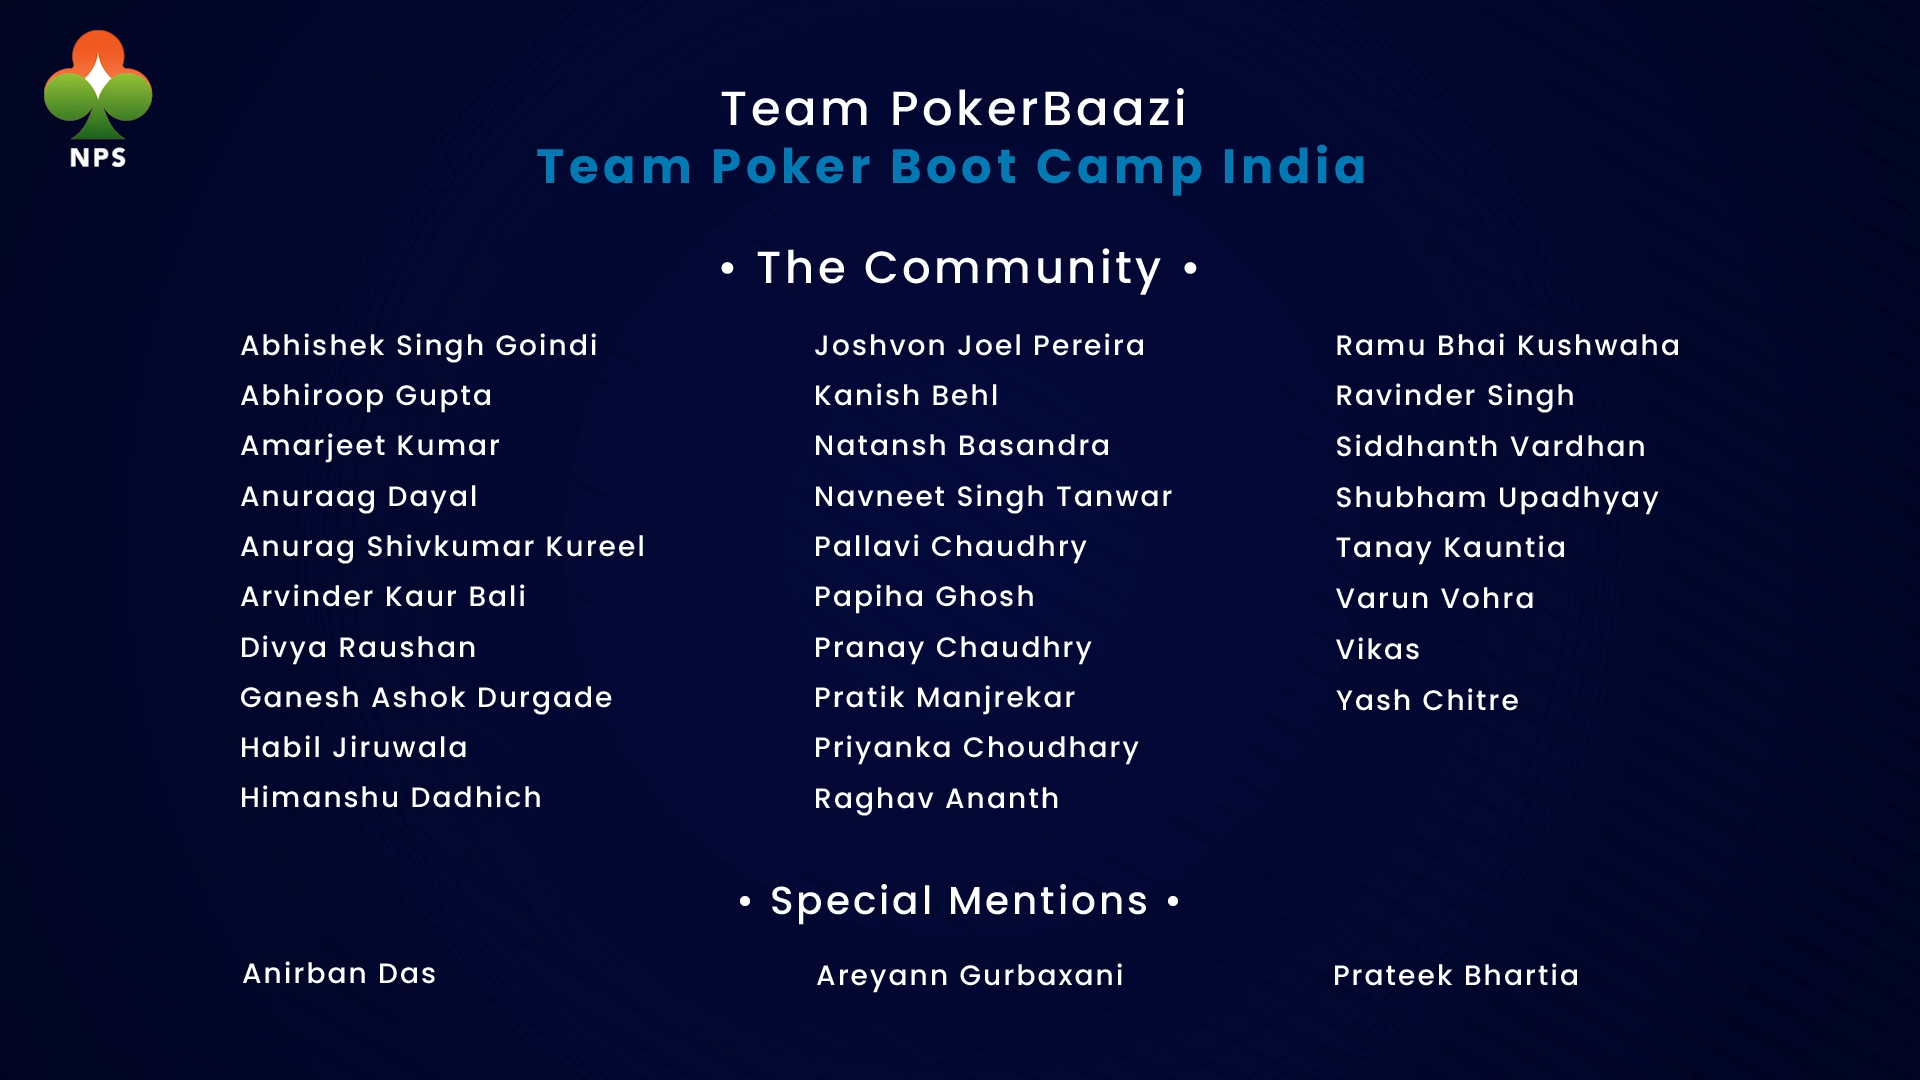 NPS
Team PokerBaazi
Team Poker Boot Camp India
• The Community •
Abhishek Singh Goindi
Abhiroop Gupta
Amarjeet Kumar
Anuraag Dayal
Anurag Shivkumar Kureel
Arvinder Kaur Bali
Divya Raushan
Ganesh Ashok Durgade
Habil Jiruwala
Himanshu Dadhich
Joshvon Joel Pereira
Kanish Behl
Natansh Basandra
Navneet Singh Tanwar
Pallavi Chaudhry
Papiha Ghosh
Pranay Chaudhry
Pratik Manjrekar
Priyanka Choudhary
Raghav Ananth
Ramu Bhai Kushwaha
Ravinder Singh
Siddhanth Vardhan
Shubham Upadhyay
Tanay Kauntia
Varun Vohra
Vikas
Yash Chitre
• Special Mentions •
Anirban Das
Areyann Gurbaxani
Prateek Bhartia